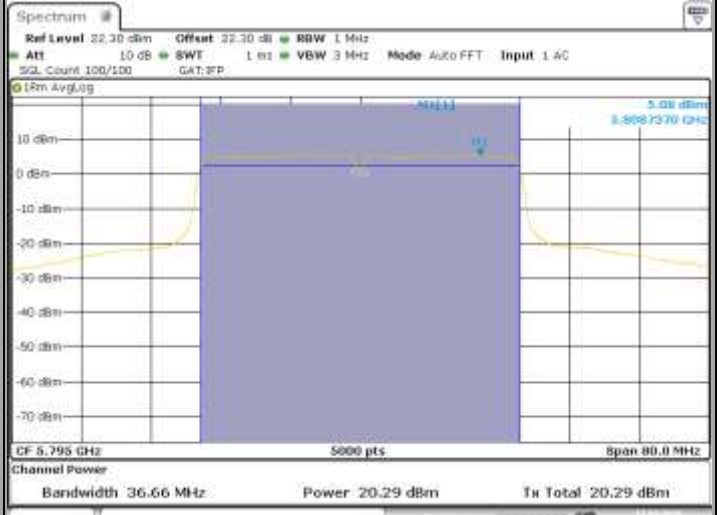 Spectrum
Ref Level 22.30 dBm Offset 22.30 dB RBW 1 MHz
Att 10 dB SWT 1 ms VBW 3 MHz Mode Auto FFT Input 1 AC
SGL Count 100/100 GAT:IFP
1Rm AvgLog
M1[1] 5.08 dBm
5.8087370 GHz
M1
10 dBm
0 dBm
-10 dBm
-20 dBm
-30 dBm
-40 dBm
-50 dBm
-60 dBm
-70 dBm
CF 5.795 GHz 5000 pts Span 80.0 MHz
Channel Power
Bandwidth 36.66 MHz Power 20.29 dBm Tx Total 20.29 dBm